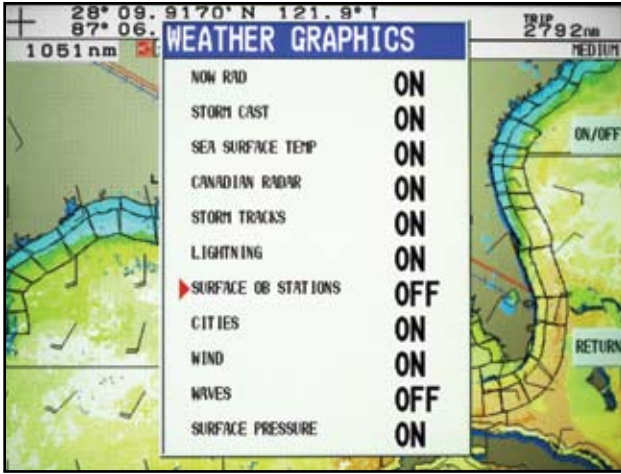 28° 09.9170' N 121.9° T
87° 06.
TRIP
2792nm
1051nm
MEDIUM
WEATHER GRAPHICS
NOW RAD ON
STORM CAST ON
SEA SURFACE TEMP ON
CANADIAN RADAR ON
STORM TRACKS ON
LIGHTNING ON
SURFACE OB STATIONS OFF
CITIES ON
WIND ON
WAVES OFF
SURFACE PRESSURE ON
ON/OFF
RETURN